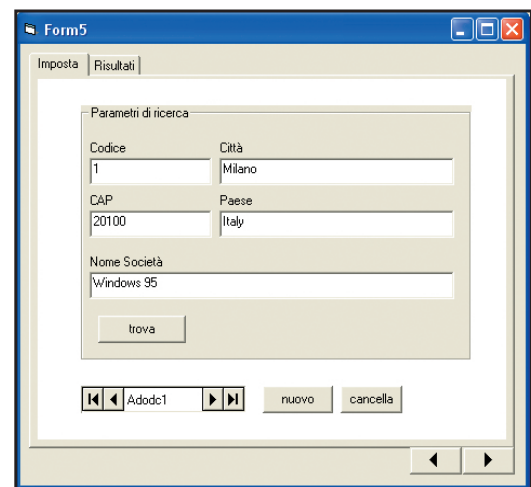 Form5
Imposta Risultati
Parametri di ricerca
Codice Città
1 Milano
CAP Paese
20100 Italy
Nome Società
Windows 95
trova
Adodc1 nuovo cancella